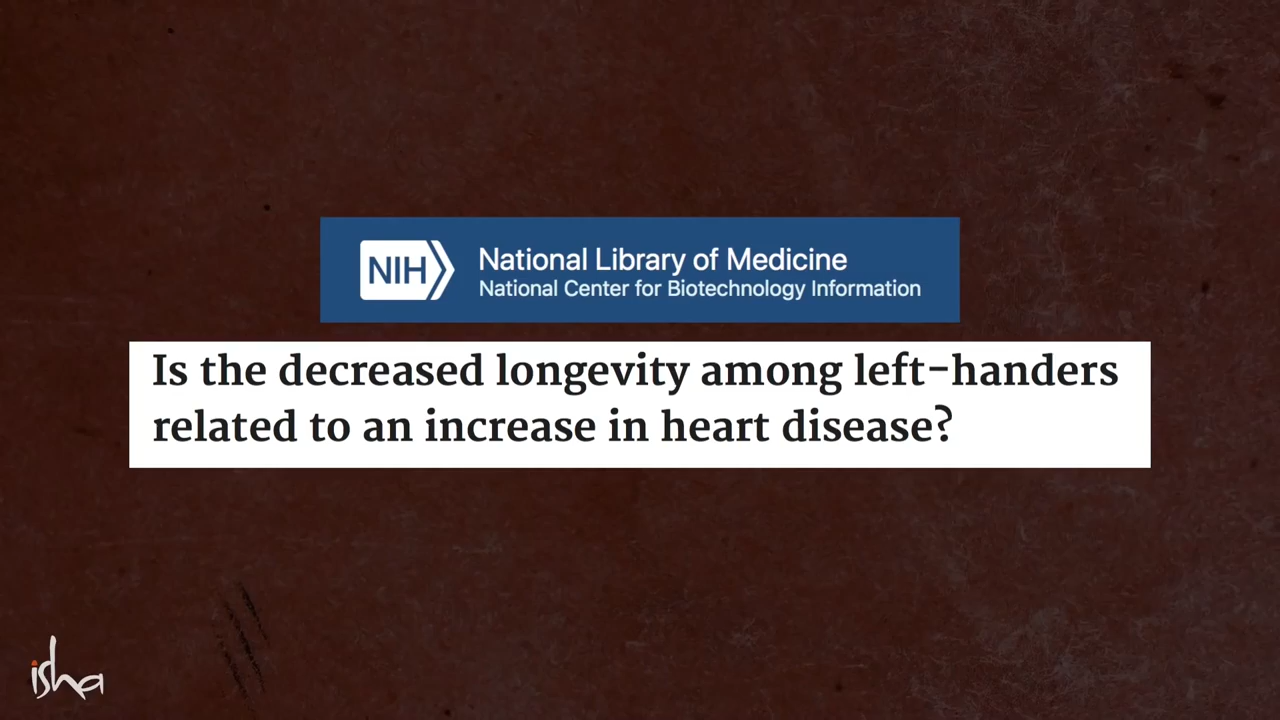 NIH
National Library of Medicine
National Center for Biotechnology Information
Is the decreased longevity among left-handers
related to an increase in heart disease?
isha